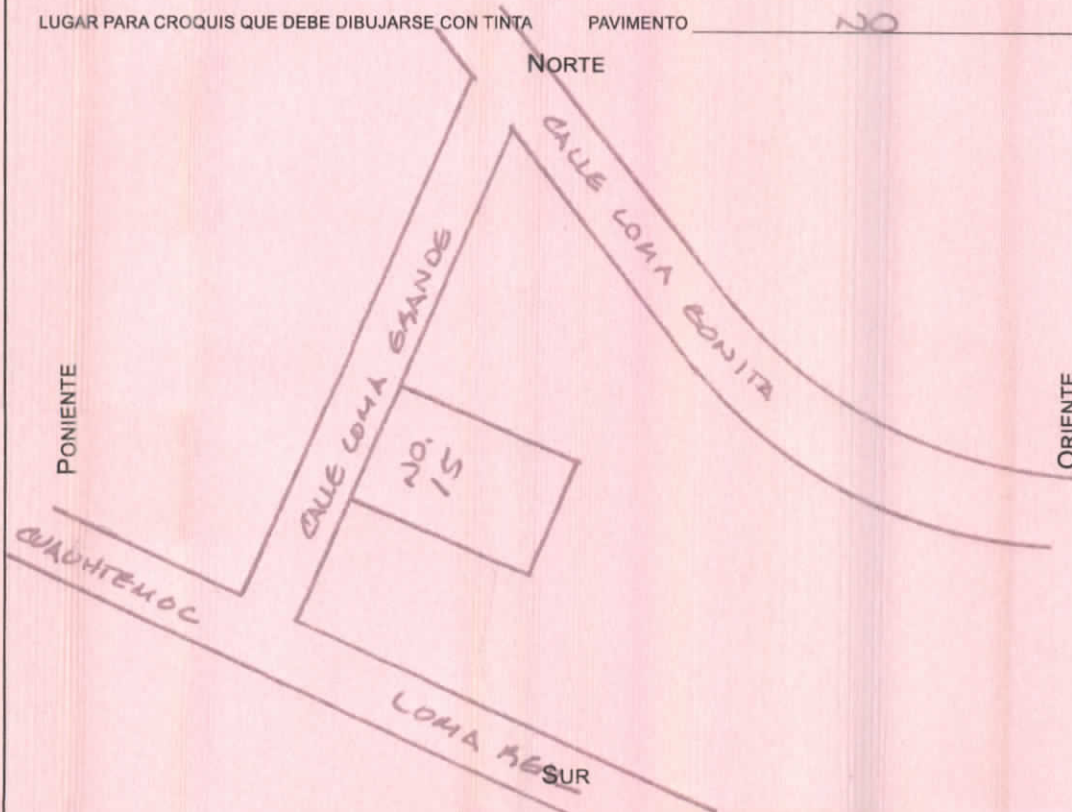 LUGAR PARA CROQUIS QUE DEBE DIBUJARSE CON TINTA
PAVIMENTO
NORTE
CALLE LOMA BONITA
CALLE LOMA GRANDE
NO.
15
PONIENTE
ORIENTE
CUAUHTEMOC
LOMA REAL
SUR